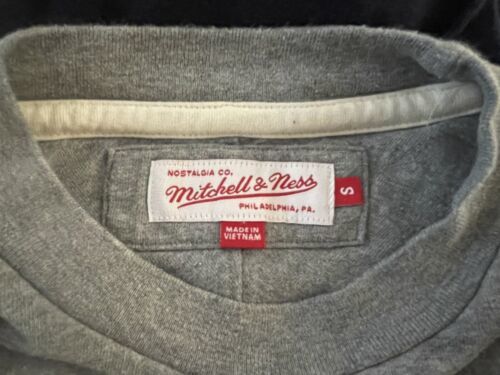 NOSTALGIA CO.
Mitchell & Ness
PHILADELPHIA, PA.
S
MADE IN
VIETNAM